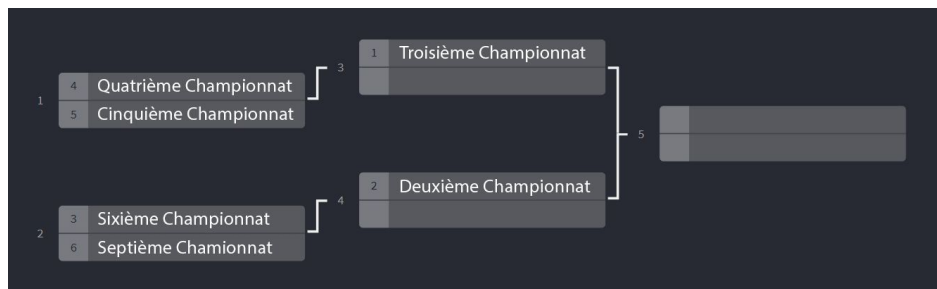 1
4 Quatrième Championnat
5 Cinquième Championnat
2
3 Sixième Championnat
6 Septième Chamionnat
3
1 Troisième Championnat
4
2 Deuxième Championnat
5